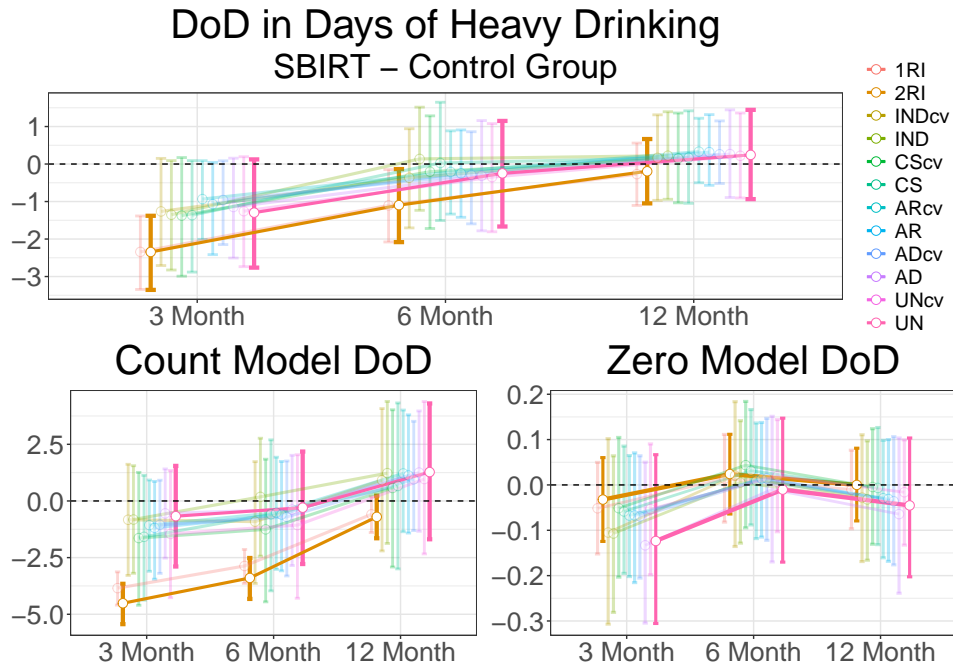 DoD in Days of Heavy Drinking
SBIRT − Control Group
1
0
−1
−2
−3
3 Month
6 Month
12 Month
1RI
2RI
INDcv
IND
CScv
CS
ARcv
AR
ADcv
AD
UNcv
UN
Count Model DoD
2.5
0.0
−2.5
−5.0
3 Month
6 Month
12 Month
Zero Model DoD
0.2
0.1
0.0
−0.1
−0.2
−0.3
3 Month
6 Month
12 Month